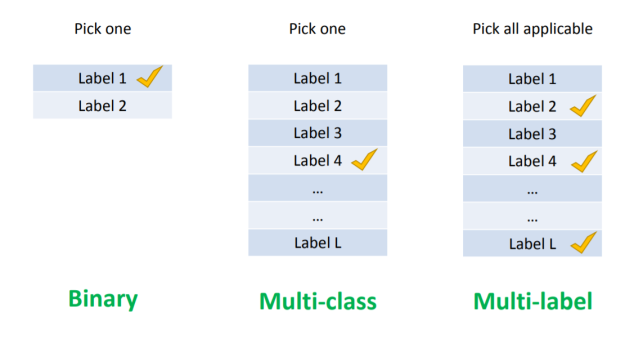 Pick one
Label 1
Label 2
Binary
Pick one
Label 1
Label 2
Label 3
Label 4
...
...
Label L
Multi-class
Pick all applicable
Label 1
Label 2
Label 3
Label 4
...
...
Label L
Multi-label